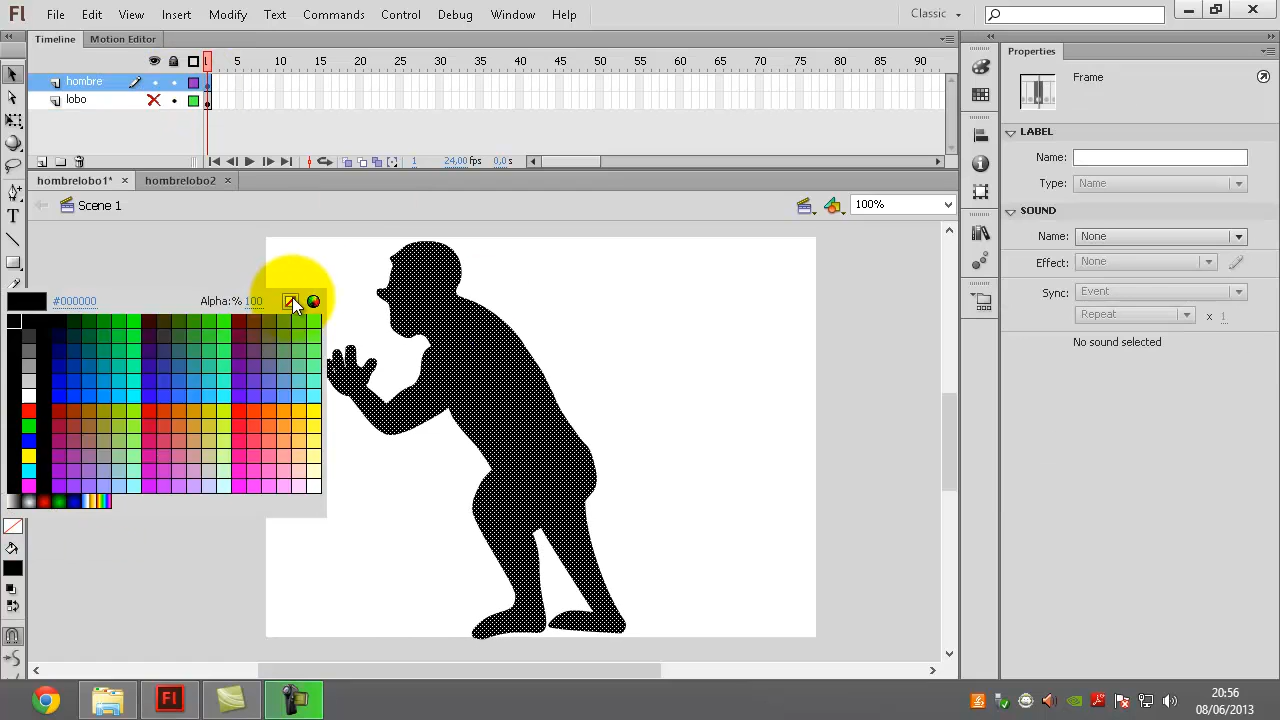 Fl File Edit View Insert Modify Text Commands Control Debug Window Help Classic
Timeline Motion Editor
1 5 10 15 20 25 30 35 40 45 50 55 60 65 70 75 80 85 90
hombre
lobo
1 24,00 fps 0,0 s
hombrelobo1* × hombrelobo2 ×
Scene 1 100%
#000000 Alpha:% 100
Properties
Frame
LABEL
Name:
Type: Name
SOUND
Name: None
Effect: None
Sync: Event
Repeat x 1
No sound selected
Fl
20:56
08/06/2013